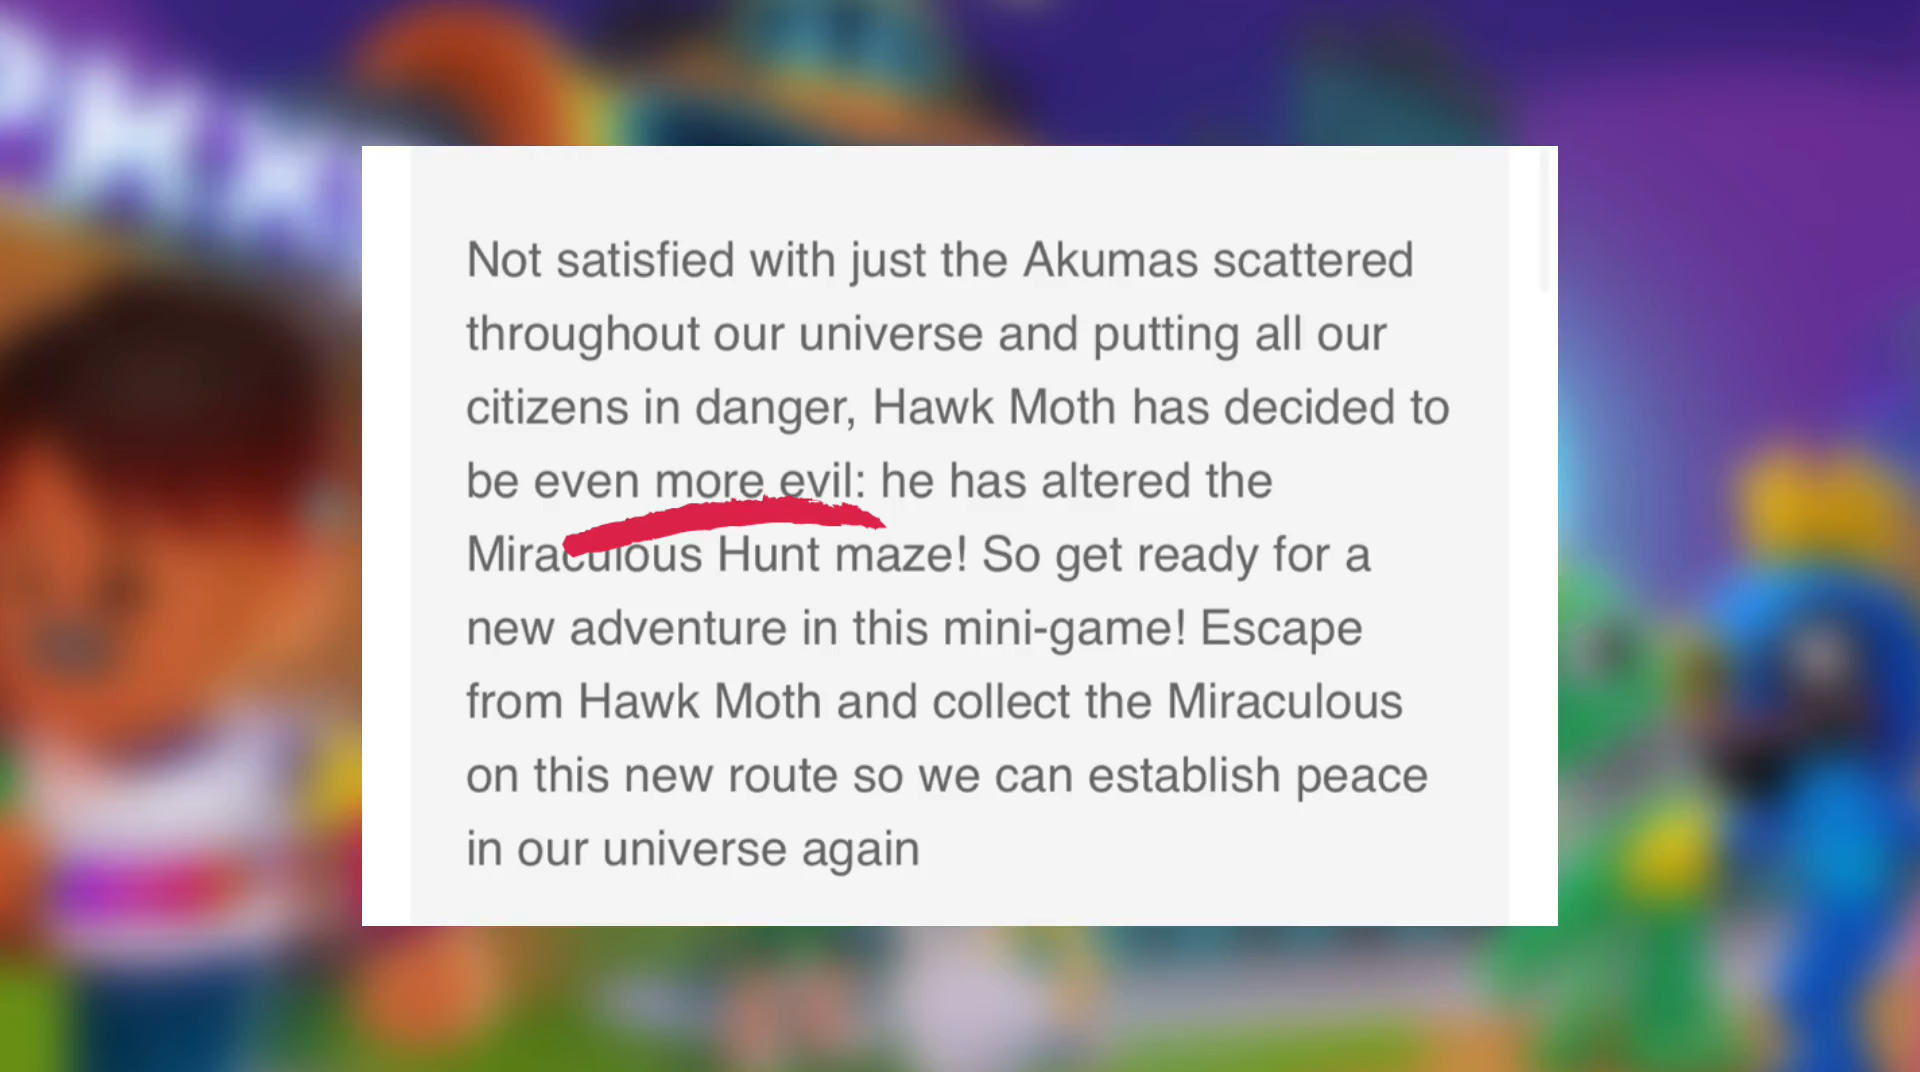 Not satisfied with just the Akumas scattered
throughout our universe and putting all our
citizens in danger, Hawk Moth has decided to
be even more evil: he has altered the
Miraculous Hunt maze! So get ready for a
new adventure in this mini-game! Escape
from Hawk Moth and collect the Miraculous
on this new route so we can establish peace
in our universe again